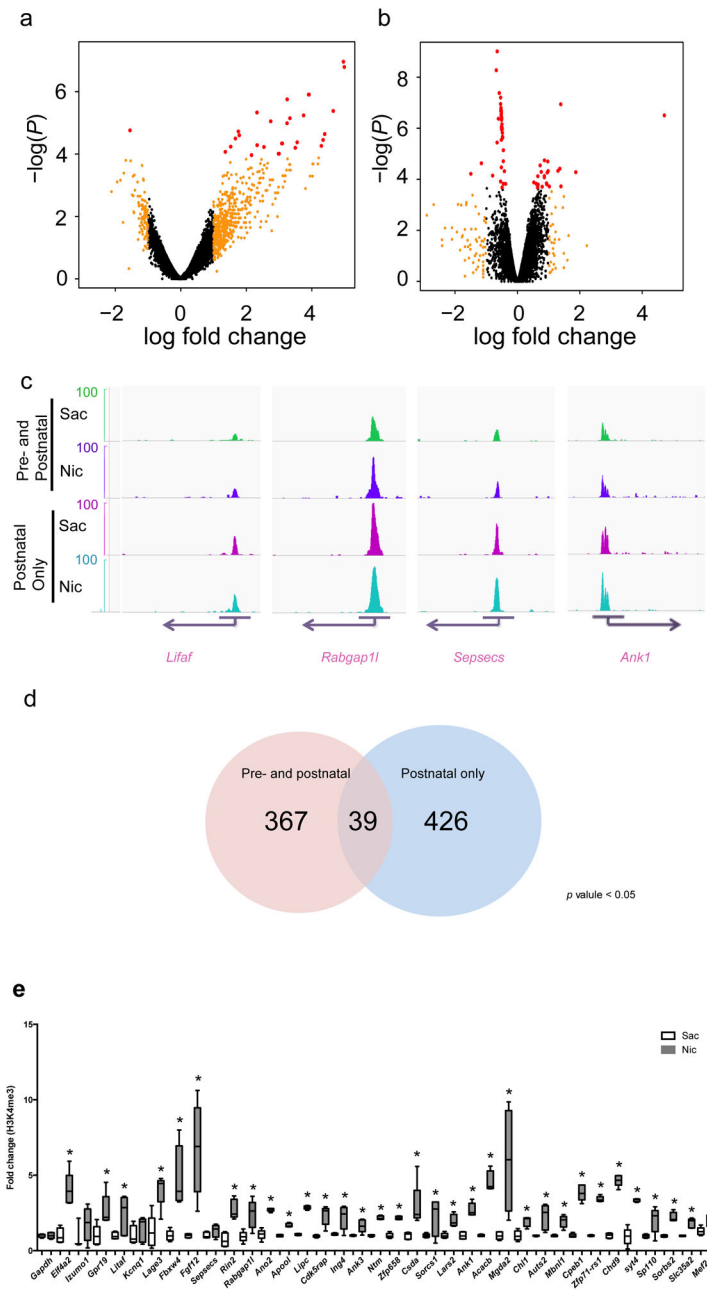 a
b
6
4
2
0
−log(P)
−2
0
2
4
log fold change
8
6
4
2
0
−log(P)
−2
0
2
4
log fold change
c
Pre- and Postnatal
Postnatal Only
100
Sac
100
Nic
100
Sac
100
Nic
Lifaf
Rabgap1l
Sepsecs
Ank1
d
Pre- and postnatal
Postnatal only
367
39
426
p valule < 0.05
e
Sac
Nic
Fold change (H3K4me3)
15
10
5
0
* * * * * * * * * * * * * * * * * * * * * * * * * * * * * * * * * * *
Gapdh
Elf4a2
Izumo1
Gpr19
Litaf
Kcnq1
Lage3
Fbxw4
Fgf12
Sepsecs
Rin2
Rabgap1l
Ano2
Apool
Lipc
Cdk5rap
Ing4
Ank3
Ntm
Zfp658
Csda
Sorcs1
Lars2
Ank1
Acacb
Mgda2
Chl1
Auts2
Mbnl1
Cpeb1
Zfp71-rs1
Chd9
syt4
Sp110
Sorbs2
Slc35a2